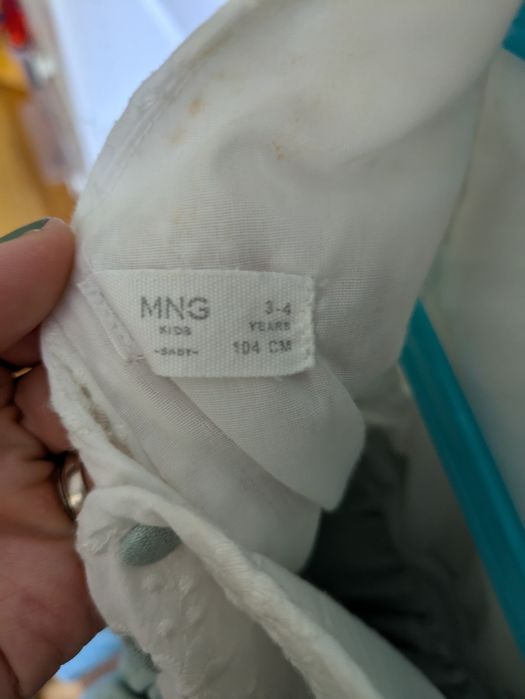 MNG
KIDS
-BABY-
3-4
YEARS
104 CM